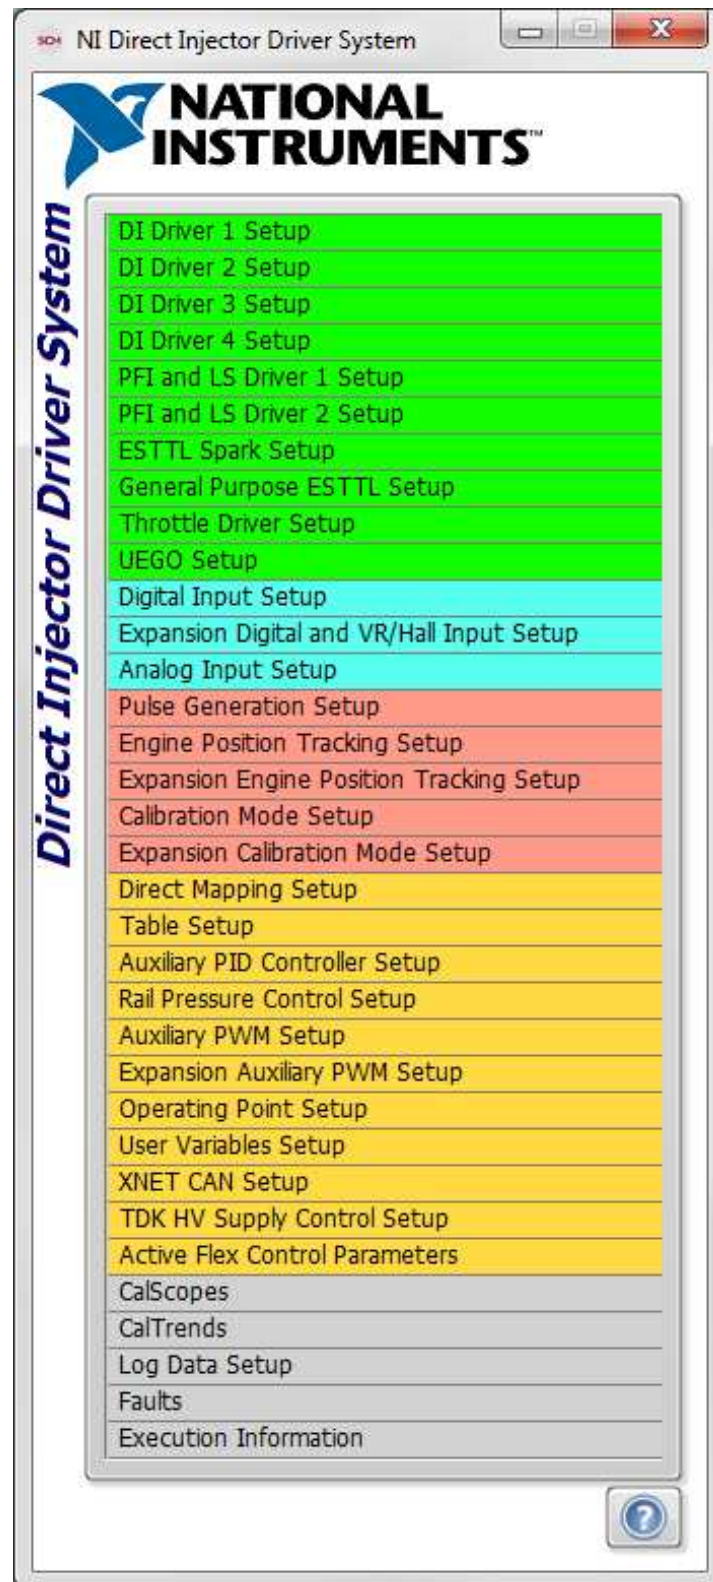 NI Direct Injector Driver System
NATIONAL
INSTRUMENTS™
Direct Injector Driver System
DI Driver 1 Setup
DI Driver 2 Setup
DI Driver 3 Setup
DI Driver 4 Setup
PFI and LS Driver 1 Setup
PFI and LS Driver 2 Setup
ESTTL Spark Setup
General Purpose ESTTL Setup
Throttle Driver Setup
UEGO Setup
Digital Input Setup
Expansion Digital and VR/Hall Input Setup
Analog Input Setup
Pulse Generation Setup
Engine Position Tracking Setup
Expansion Engine Position Tracking Setup
Calibration Mode Setup
Expansion Calibration Mode Setup
Direct Mapping Setup
Table Setup
Auxiliary PID Controller Setup
Rail Pressure Control Setup
Auxiliary PWM Setup
Expansion Auxiliary PWM Setup
Operating Point Setup
User Variables Setup
XNET CAN Setup
TDK HV Supply Control Setup
Active Flex Control Parameters
CalScopes
CalTrends
Log Data Setup
Faults
Execution Information
?